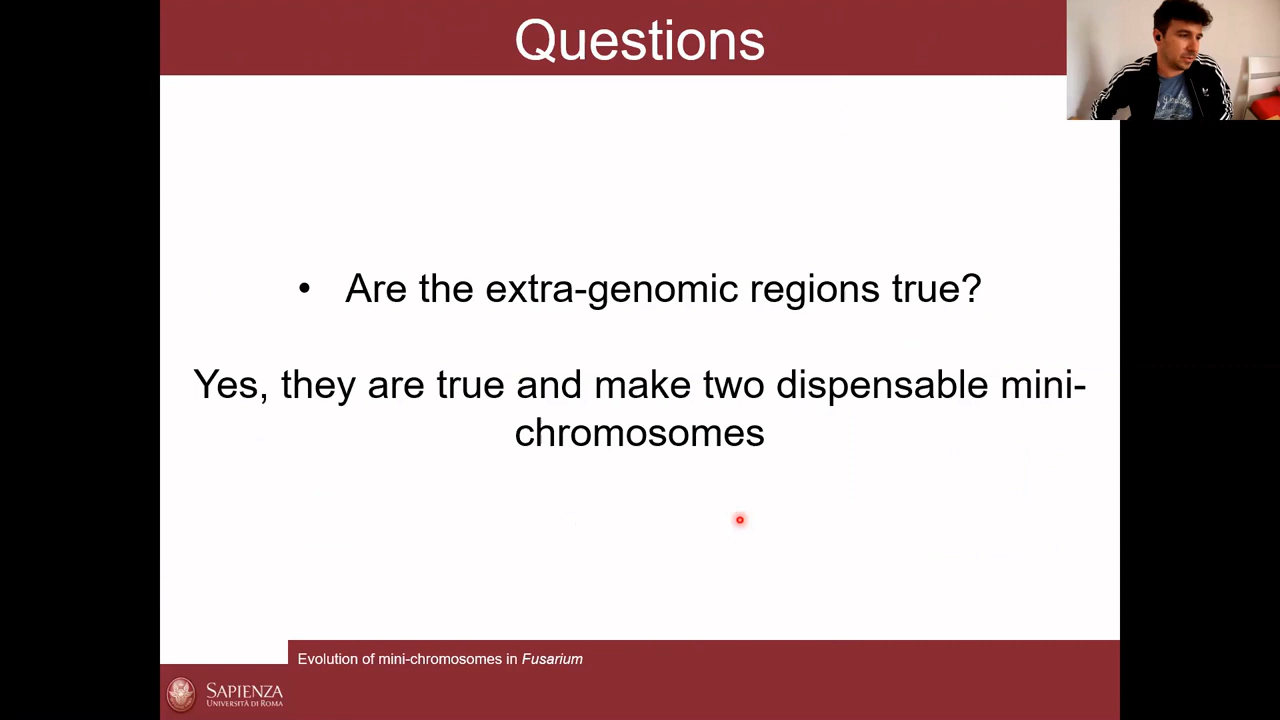 Questions
• Are the extra-genomic regions true?
Yes, they are true and make two dispensable mini-
chromosomes
Evolution of mini-chromosomes in Fusarium
SAPIENZA
UNIVERSITÀ DI ROMA